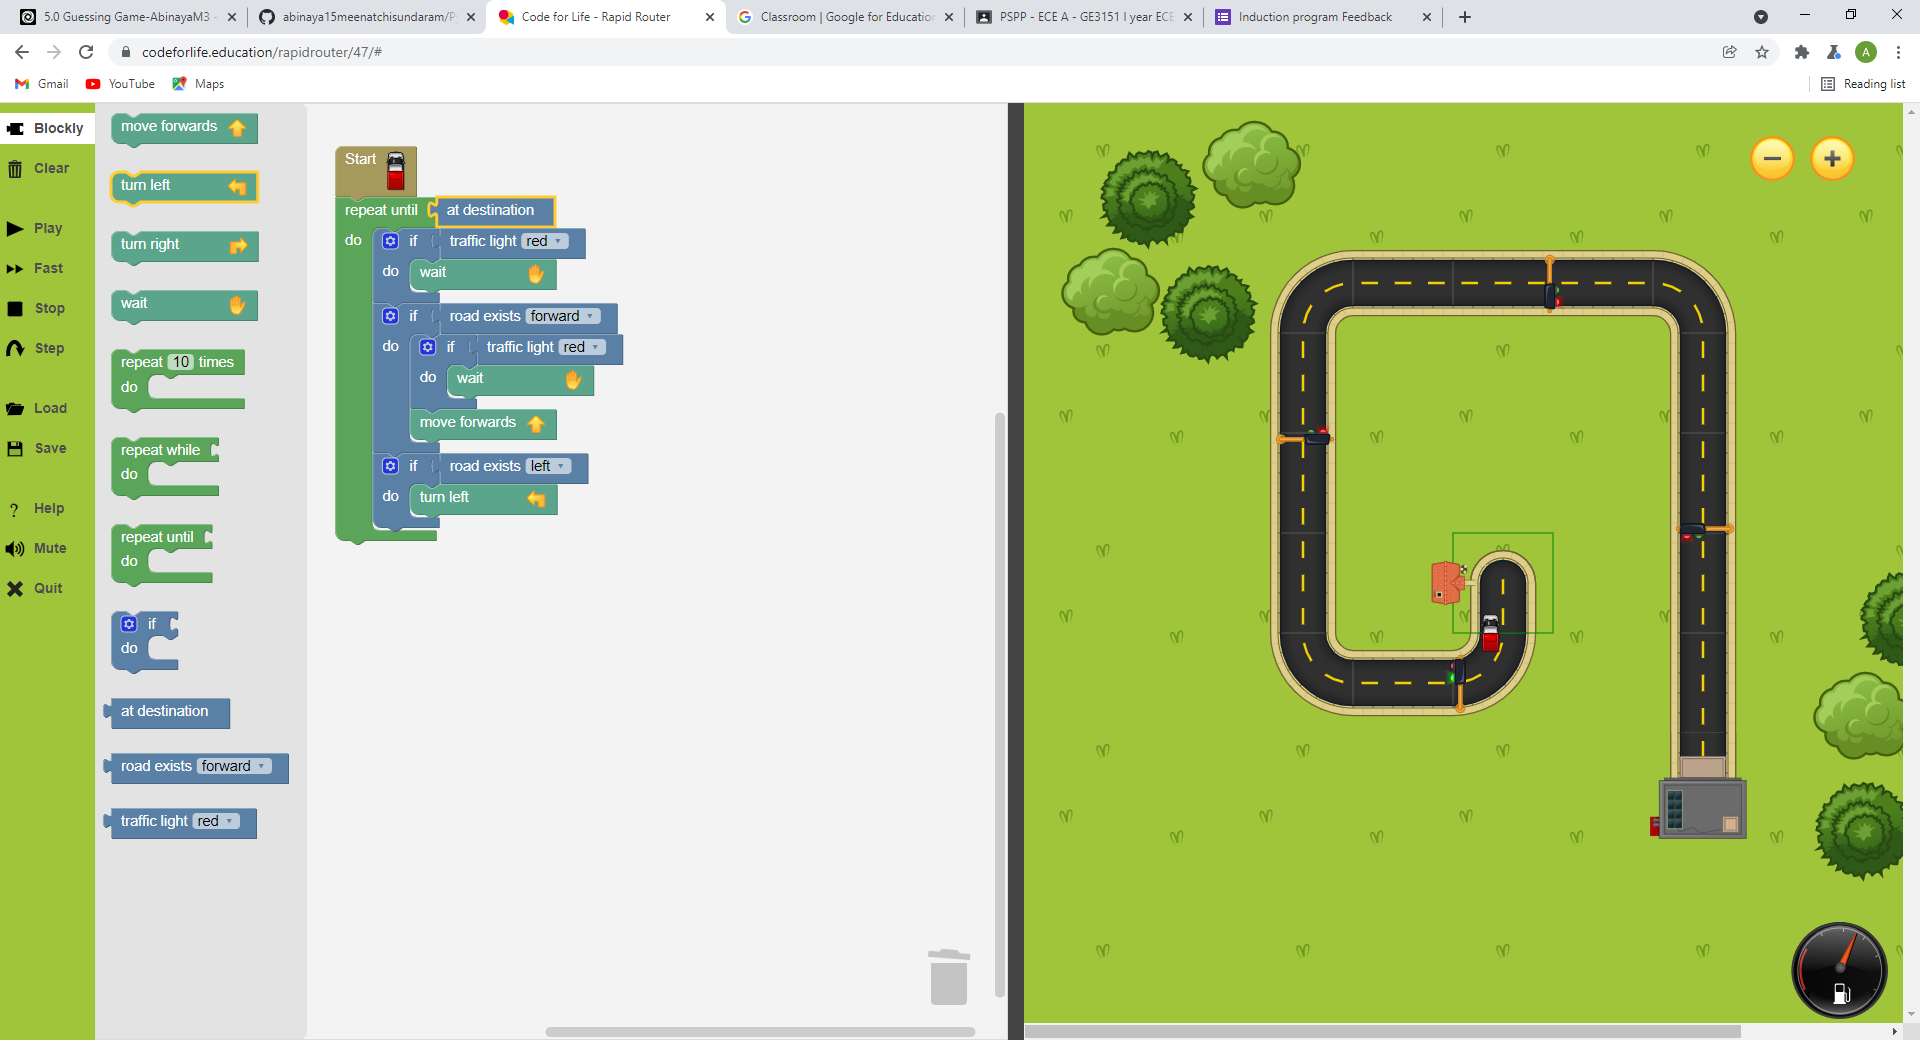 5.0 Guessing Game-AbinayaM3 -
abinaya15meenatchisundaram/P
Code for Life - Rapid Router
Classroom | Google for Education
PSPP - ECE A - GE3151 I year ECE
Induction program Feedback
codeforlife.education/rapidrouter/47/#
A
Gmail
YouTube
Maps
Reading list
Blockly
Clear
Play
Fast
Stop
Step
Load
Save
Help
Mute
Quit
move forwards
turn left
turn right
wait
repeat 10 times
do
repeat while
do
repeat until
do
if
do
at destination
road exists forward
traffic light red
Start
repeat until at destination
do if traffic light red
do wait
if road exists forward
do if traffic light red
do wait
move forwards
if road exists left
do turn left